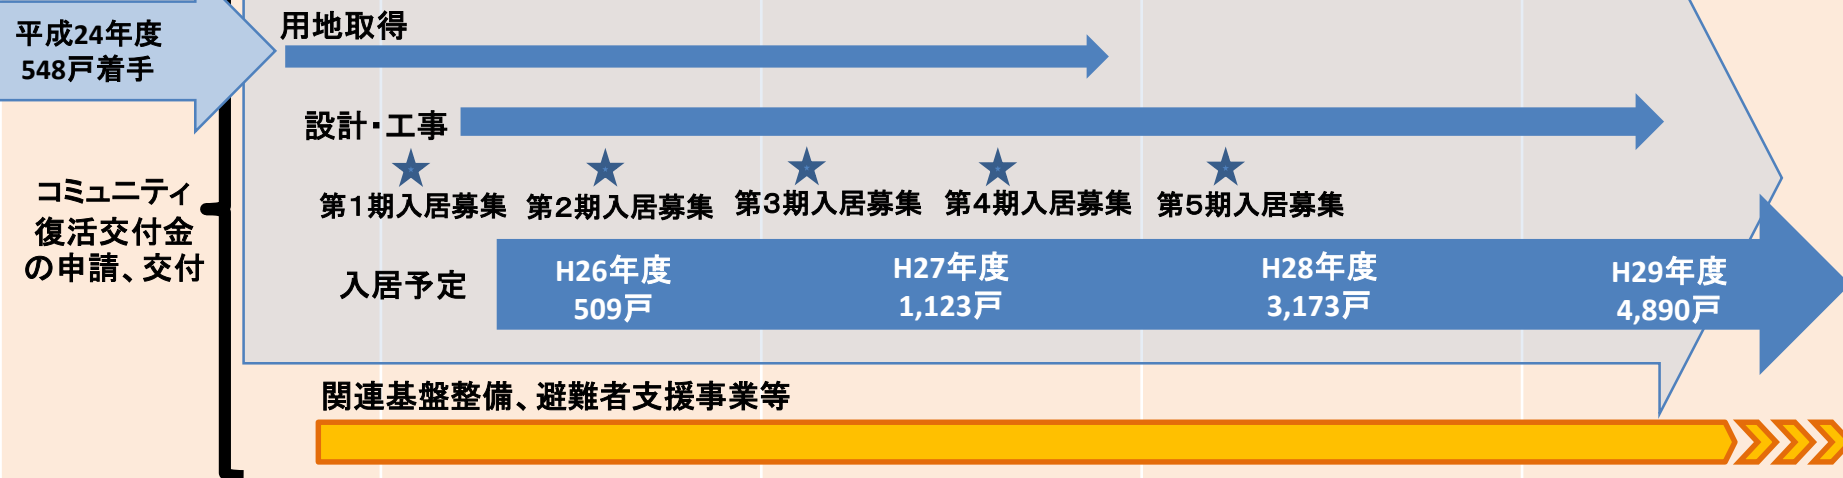 平成24年度
548戸着手
用地取得
設計・工事
第1期入居募集 第2期入居募集 第3期入居募集 第4期入居募集 第5期入居募集
コミュニティ
復活交付金
の申請、交付
入居予定
H26年度
509戸
H27年度
1,123戸
H28年度
3,173戸
H29年度
4,890戸
関連基盤整備、避難者支援事業等